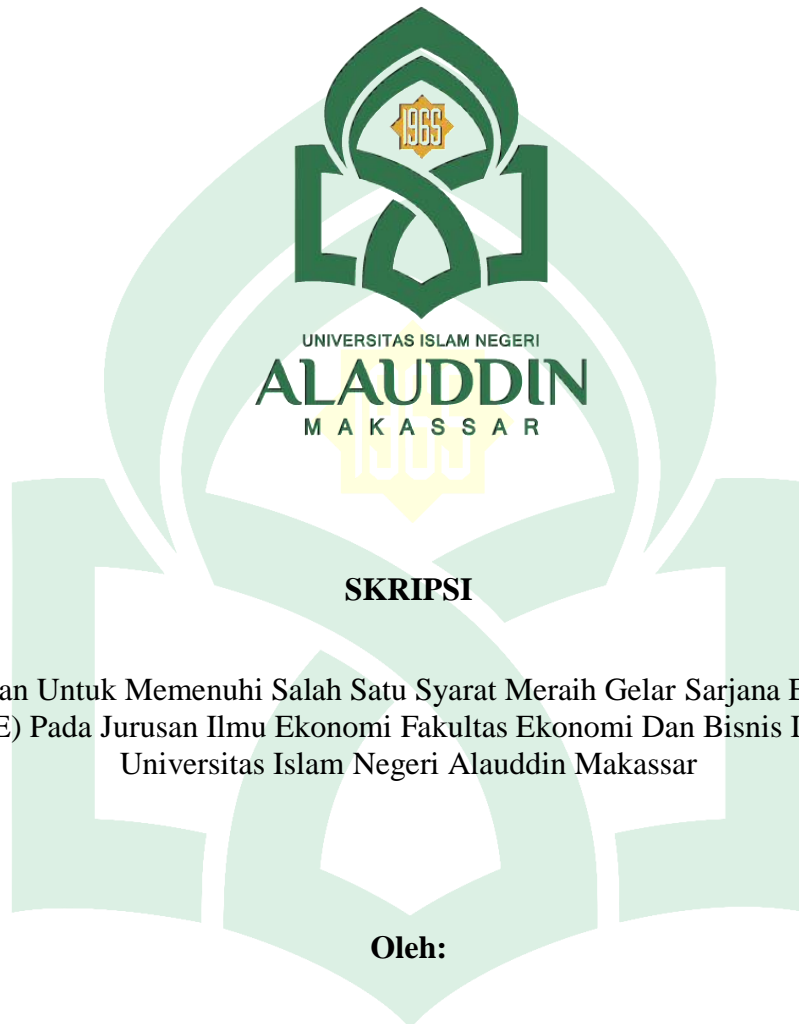 1965
UNIVERSITAS ISLAM NEGERI
ALAUDDIN
MAKASSAR
1965
SKRIPSI
an Untuk Memenuhi Salah Satu Syarat Meraih Gelar Sarjana E
E) Pada Jurusan Ilmu Ekonomi Fakultas Ekonomi Dan Bisnis I
Universitas Islam Negeri Alauddin Makassar
Oleh: